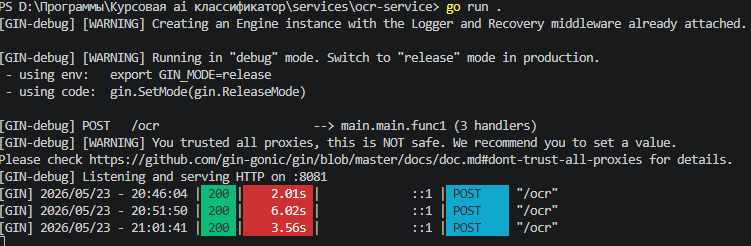 PS D:\Программы\Курсовая ai классификатор\services\ocr-service> go run .
[GIN-debug] [WARNING] Creating an Engine instance with the Logger and Recovery middleware already attached.

[GIN-debug] [WARNING] Running in "debug" mode. Switch to "release" mode in production.
 - using env:   export GIN_MODE=release
 - using code:  gin.SetMode(gin.ReleaseMode)

[GIN-debug] POST   /ocr                      --> main.main.func1 (3 handlers)
[GIN-debug] [WARNING] You trusted all proxies, this is NOT safe. We recommend you to set a value.
Please check https://github.com/gin-gonic/gin/blob/master/docs/doc.md#dont-trust-all-proxies for details.
[GIN-debug] Listening and serving HTTP on :8081
[GIN] 2026/05/23 - 20:46:04 | 200 |    2.01s |             ::1 | POST     "/ocr"
[GIN] 2026/05/23 - 20:51:50 | 200 |    6.02s |             ::1 | POST     "/ocr"
[GIN] 2026/05/23 - 21:01:41 | 200 |    3.56s |             ::1 | POST     "/ocr"